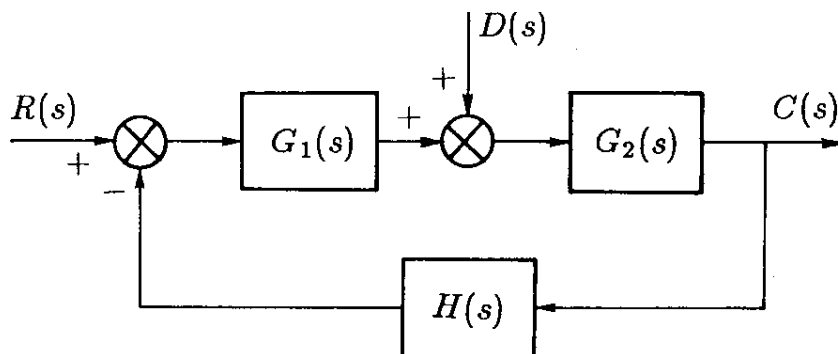 D(s)
+
R(s)
+
−
G₁(s)
+
G₂(s)
C(s)
H(s)